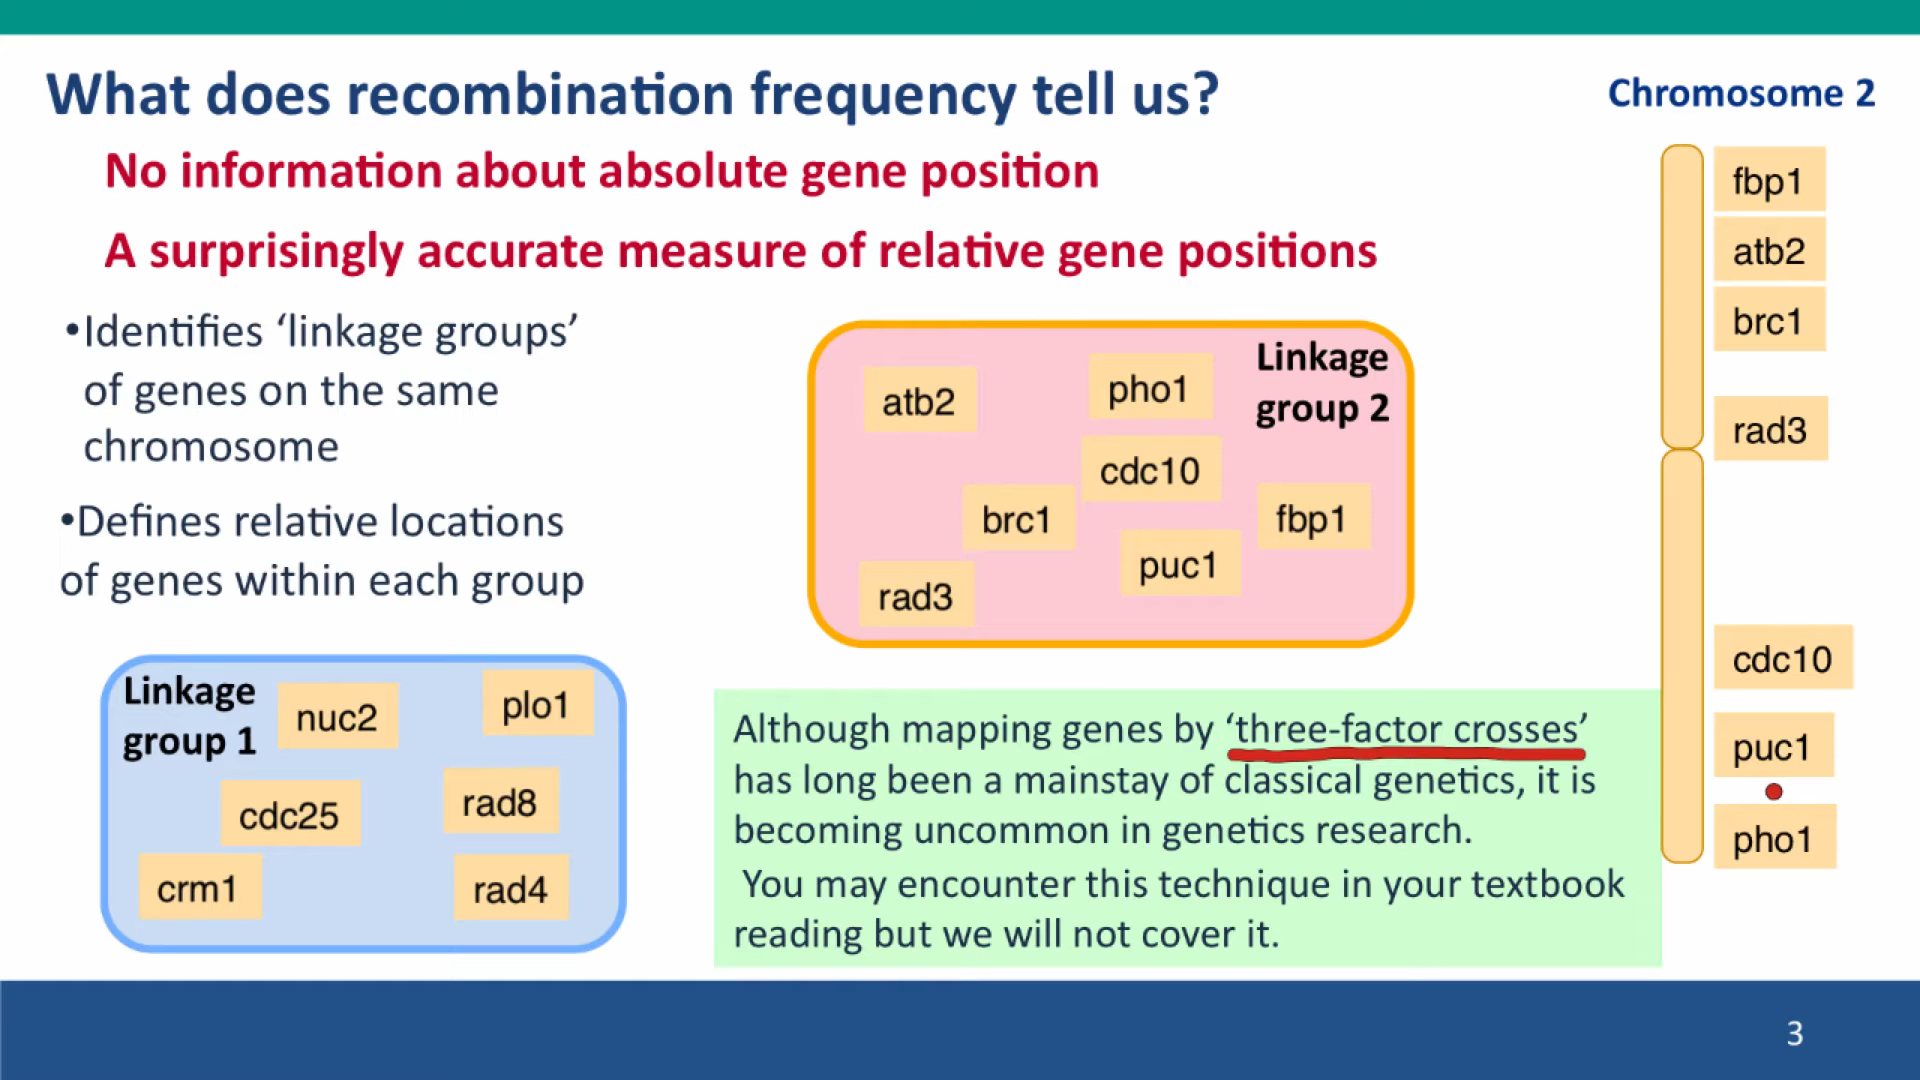 What does recombination frequency tell us?
No information about absolute gene position
A surprisingly accurate measure of relative gene positions
•Identifies ‘linkage groups’
of genes on the same
chromosome
•Defines relative locations
of genes within each group
Linkage
group 1
nuc2
plo1
cdc25
rad8
crm1
rad4
Linkage
group 2
atb2
pho1
cdc10
brc1
fbp1
puc1
rad3
Although mapping genes by ‘three-factor crosses’
has long been a mainstay of classical genetics, it is
becoming uncommon in genetics research.
You may encounter this technique in your textbook
reading but we will not cover it.
Chromosome 2
fbp1
atb2
brc1
rad3
cdc10
puc1
pho1
3